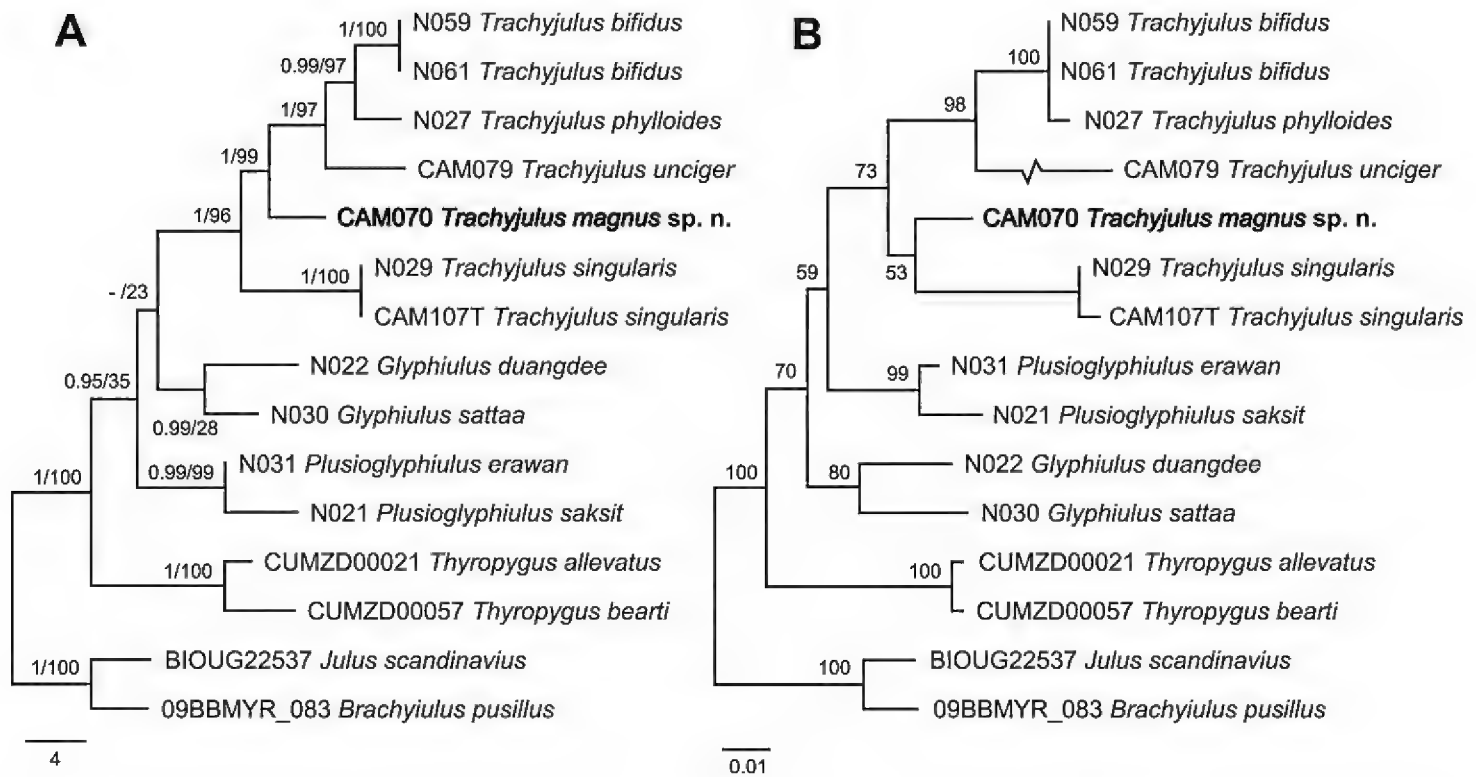 A
1/100
N059 Trachyjulus bifidus
0.99/97
N061 Trachyjulus bifidus
1/97
N027 Trachyjulus phylloides
1/99
CAM079 Trachyjulus unciger
1/96
CAM070 Trachyjulus magnus sp. n.
1/100
N029 Trachyjulus singularis
- /23
CAM107T Trachyjulus singularis
0.95/35
N022 Glyphiulus duangdee
N030 Glyphiulus sattaa
0.99/28
0.99/99
N031 Plusioglyphiulus erawan
1/100
N021 Plusioglyphiulus saksit
1/100
CUMZD00021 Thyropygus allevatus
CUMZD00057 Thyropygus bearti
1/100
BIOUG22537 Julus scandinavius
09BBMYR_083 Brachyiulus pusillus
4
B
N059 Trachyjulus bifidus
100
N061 Trachyjulus bifidus
98
N027 Trachyjulus phylloides
73
CAM079 Trachyjulus unciger
CAM070 Trachyjulus magnus sp. n.
59
53
N029 Trachyjulus singularis
CAM107T Trachyjulus singularis
70
99
N031 Plusioglyphiulus erawan
N021 Plusioglyphiulus saksit
100
80
N022 Glyphiulus duangdee
N030 Glyphiulus sattaa
100
CUMZD00021 Thyropygus allevatus
CUMZD00057 Thyropygus bearti
100
BIOUG22537 Julus scandinavius
09BBMYR_083 Brachyiulus pusillus
0.01